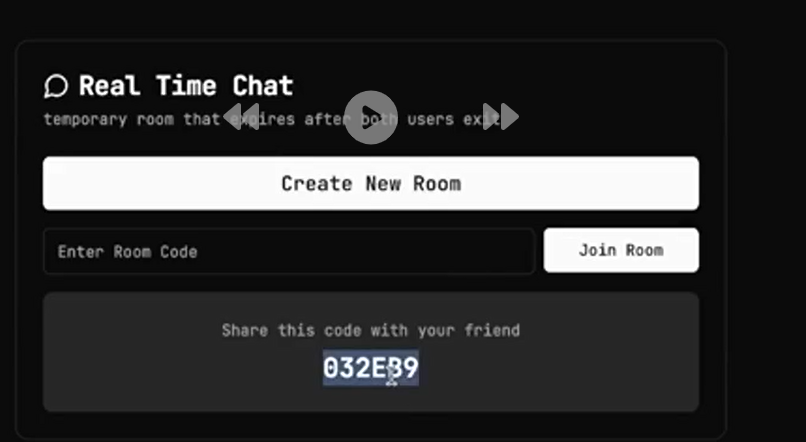 Real Time Chat
temporary room that expires after both users exit
Create New Room
Enter Room Code
Join Room
Share this code with your friend
032EB9